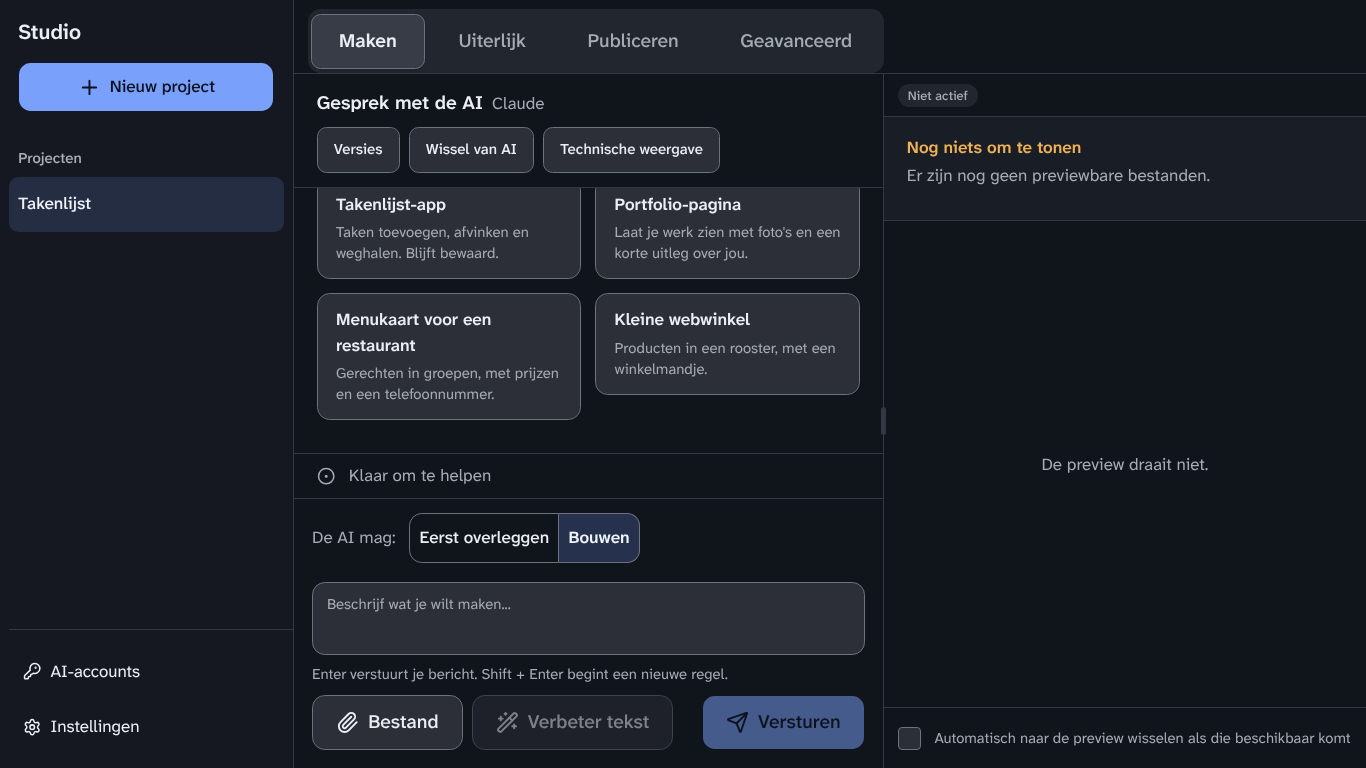 Studio
Nieuw project
Projecten
Takenlijst
AI-accounts
Instellingen
Maken
Uiterlijk
Publiceren
Geavanceerd
Gesprek met de AI Claude
Versies
Wissel van AI
Technische weergave
Takenlijst-app
Taken toevoegen, afvinken en
weghalen. Blijft bewaard.
Portfolio-pagina
Laat je werk zien met foto's en een
korte uitleg over jou.
Menukaart voor een
restaurant
Gerechten in groepen, met prijzen
en een telefoonnummer.
Kleine webwinkel
Producten in een rooster, met een
winkelmandje.
Klaar om te helpen
De AI mag:
Eerst overleggen
Bouwen
Beschrijf wat je wilt maken...
Enter verstuurt je bericht. Shift + Enter begint een nieuwe regel.
Bestand
Verbeter tekst
Versturen
Niet actief
Nog niets om te tonen
Er zijn nog geen previewbare bestanden.
De preview draait niet.
Automatisch naar de preview wisselen als die beschikbaar komt